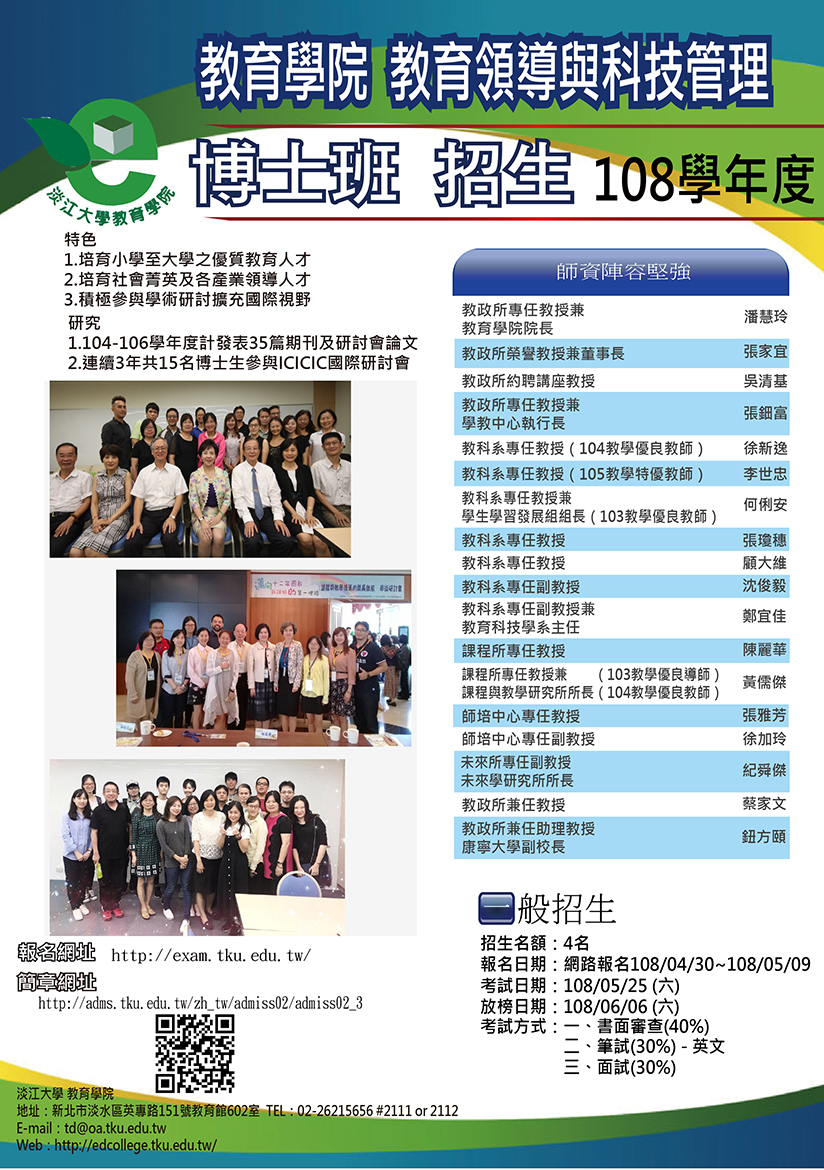 教育學院 教育領導與科技管理
博士班 招生 108學年度
淡江大學教育學院
特色
1.培育小學至大學之優質教育人才
2.培育社會菁英及各產業領導人才
3.積極參與學術研討擴充國際視野
研究
1.104-106學年度計發表35篇期刊及研討會論文
2.連續3年共15名博士生參與ICICIC國際研討會
師資陣容堅強
教政所專任教授兼
教育學院院長 潘慧玲
教政所榮譽教授兼董事長 張家宜
教政所約聘講座教授 吳清基
教政所專任教授兼
學教中心執行長 張鈿富
教科系專任教授(104教學優良教師) 徐新逸
教科系專任教授(105教學特優教師) 李世忠
教科系專任教授兼
學生學習發展組組長(103教學優良教師) 何俐安
教科系專任教授 張瓊穗
教科系專任教授 顧大維
教科系專任副教授 沈俊毅
教科系專任副教授兼
教育科技學系主任 鄭宜佳
課程所專任教授 陳麗華
課程所專任教授兼 (103教學優良導師)
課程與教學研究所所長(104教學優良教師) 黃儒傑
師培中心專任教授 張雅芳
師培中心專任副教授 徐加玲
未來所專任副教授
未來學研究所所長 紀舜傑
教政所兼任教授 蔡家文
教政所兼任助理教授
康寧大學副校長 鈕方頤
一般招生
招生名額:4名
報名日期:網路報名108/04/30~108/05/09
考試日期:108/05/25 (六)
放榜日期:108/06/06 (六)
考試方式:一、書面審查(40%)
二、筆試(30%) - 英文
三、面試(30%)
報名網址 http://exam.tku.edu.tw/
簡章網址
http://adms.tku.edu.tw/zh_tw/admiss02/admiss02_3
淡江大學 教育學院
地址:新北市淡水區英專路151號教育館602室 TEL:02-26215656 #2111 or 2112
E-mail:td@oa.tku.edu.tw
Web:http://edcollege.tku.edu.tw/